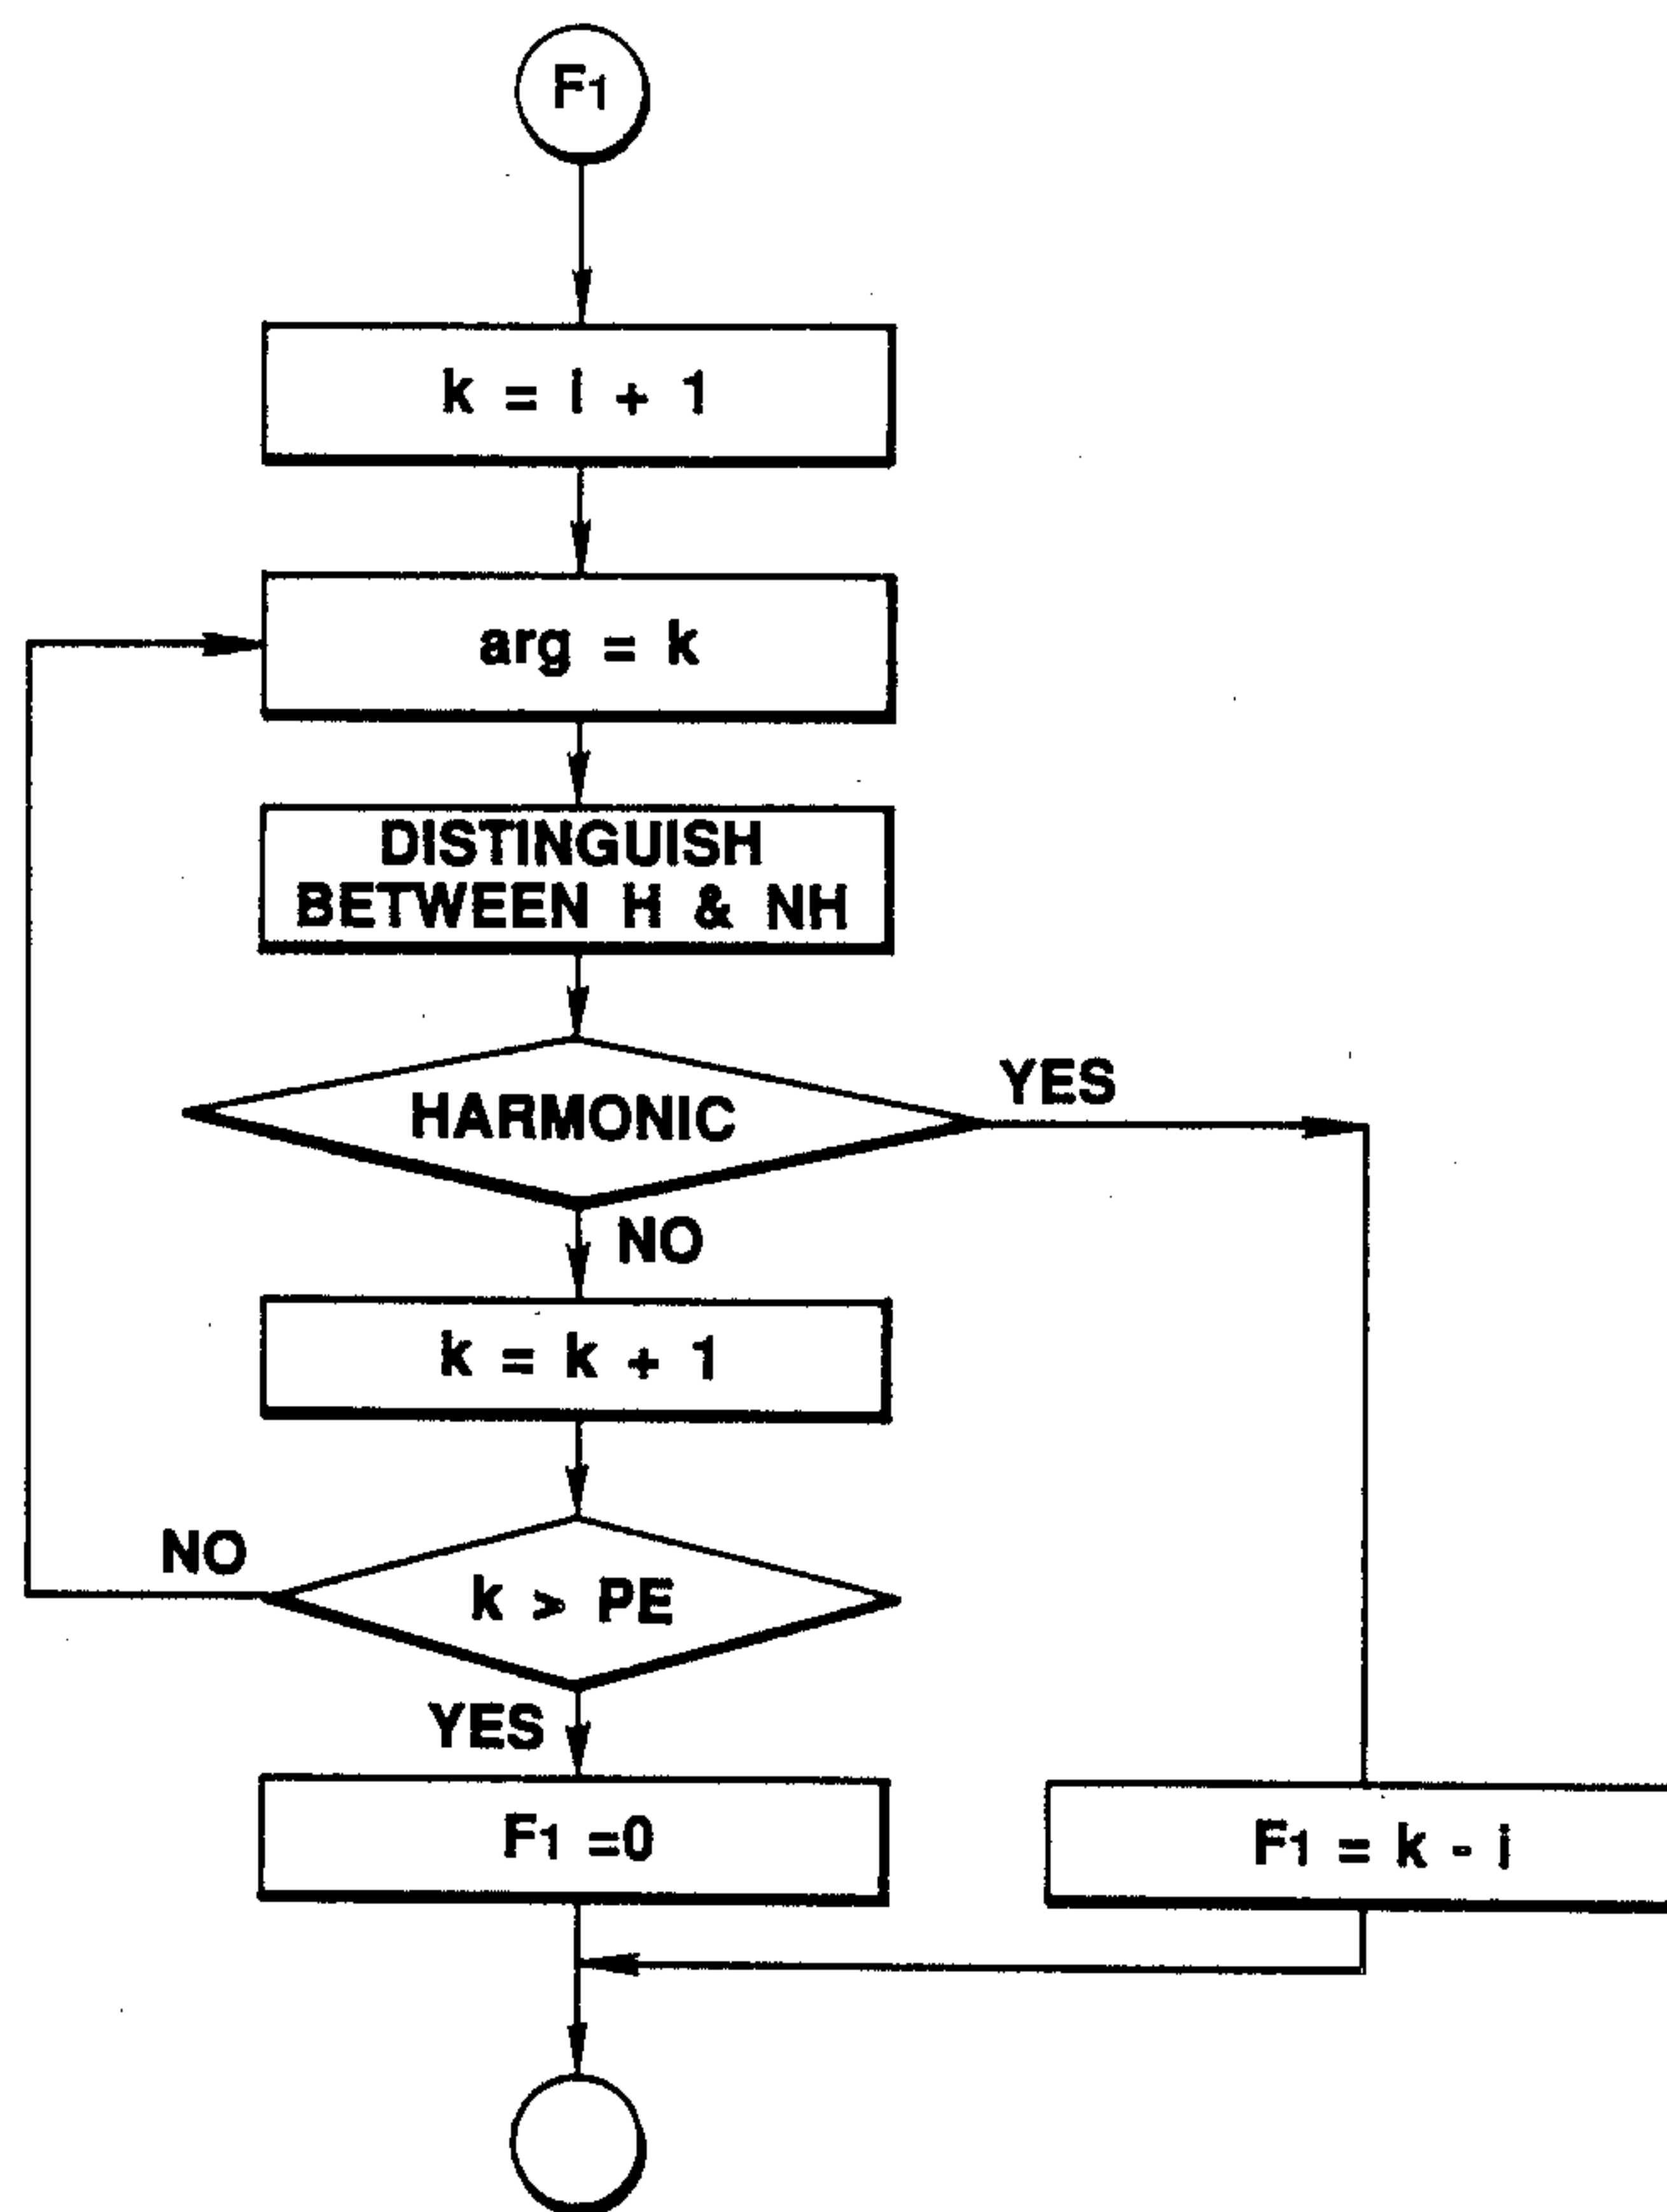 F1
k = i + 1
arg = k
DISTINGUISH
BETWEEN H & NH
HARMONIC
YES
NO
k = k + 1
NO
k > PE
YES
F1 =0
F1 = k - i